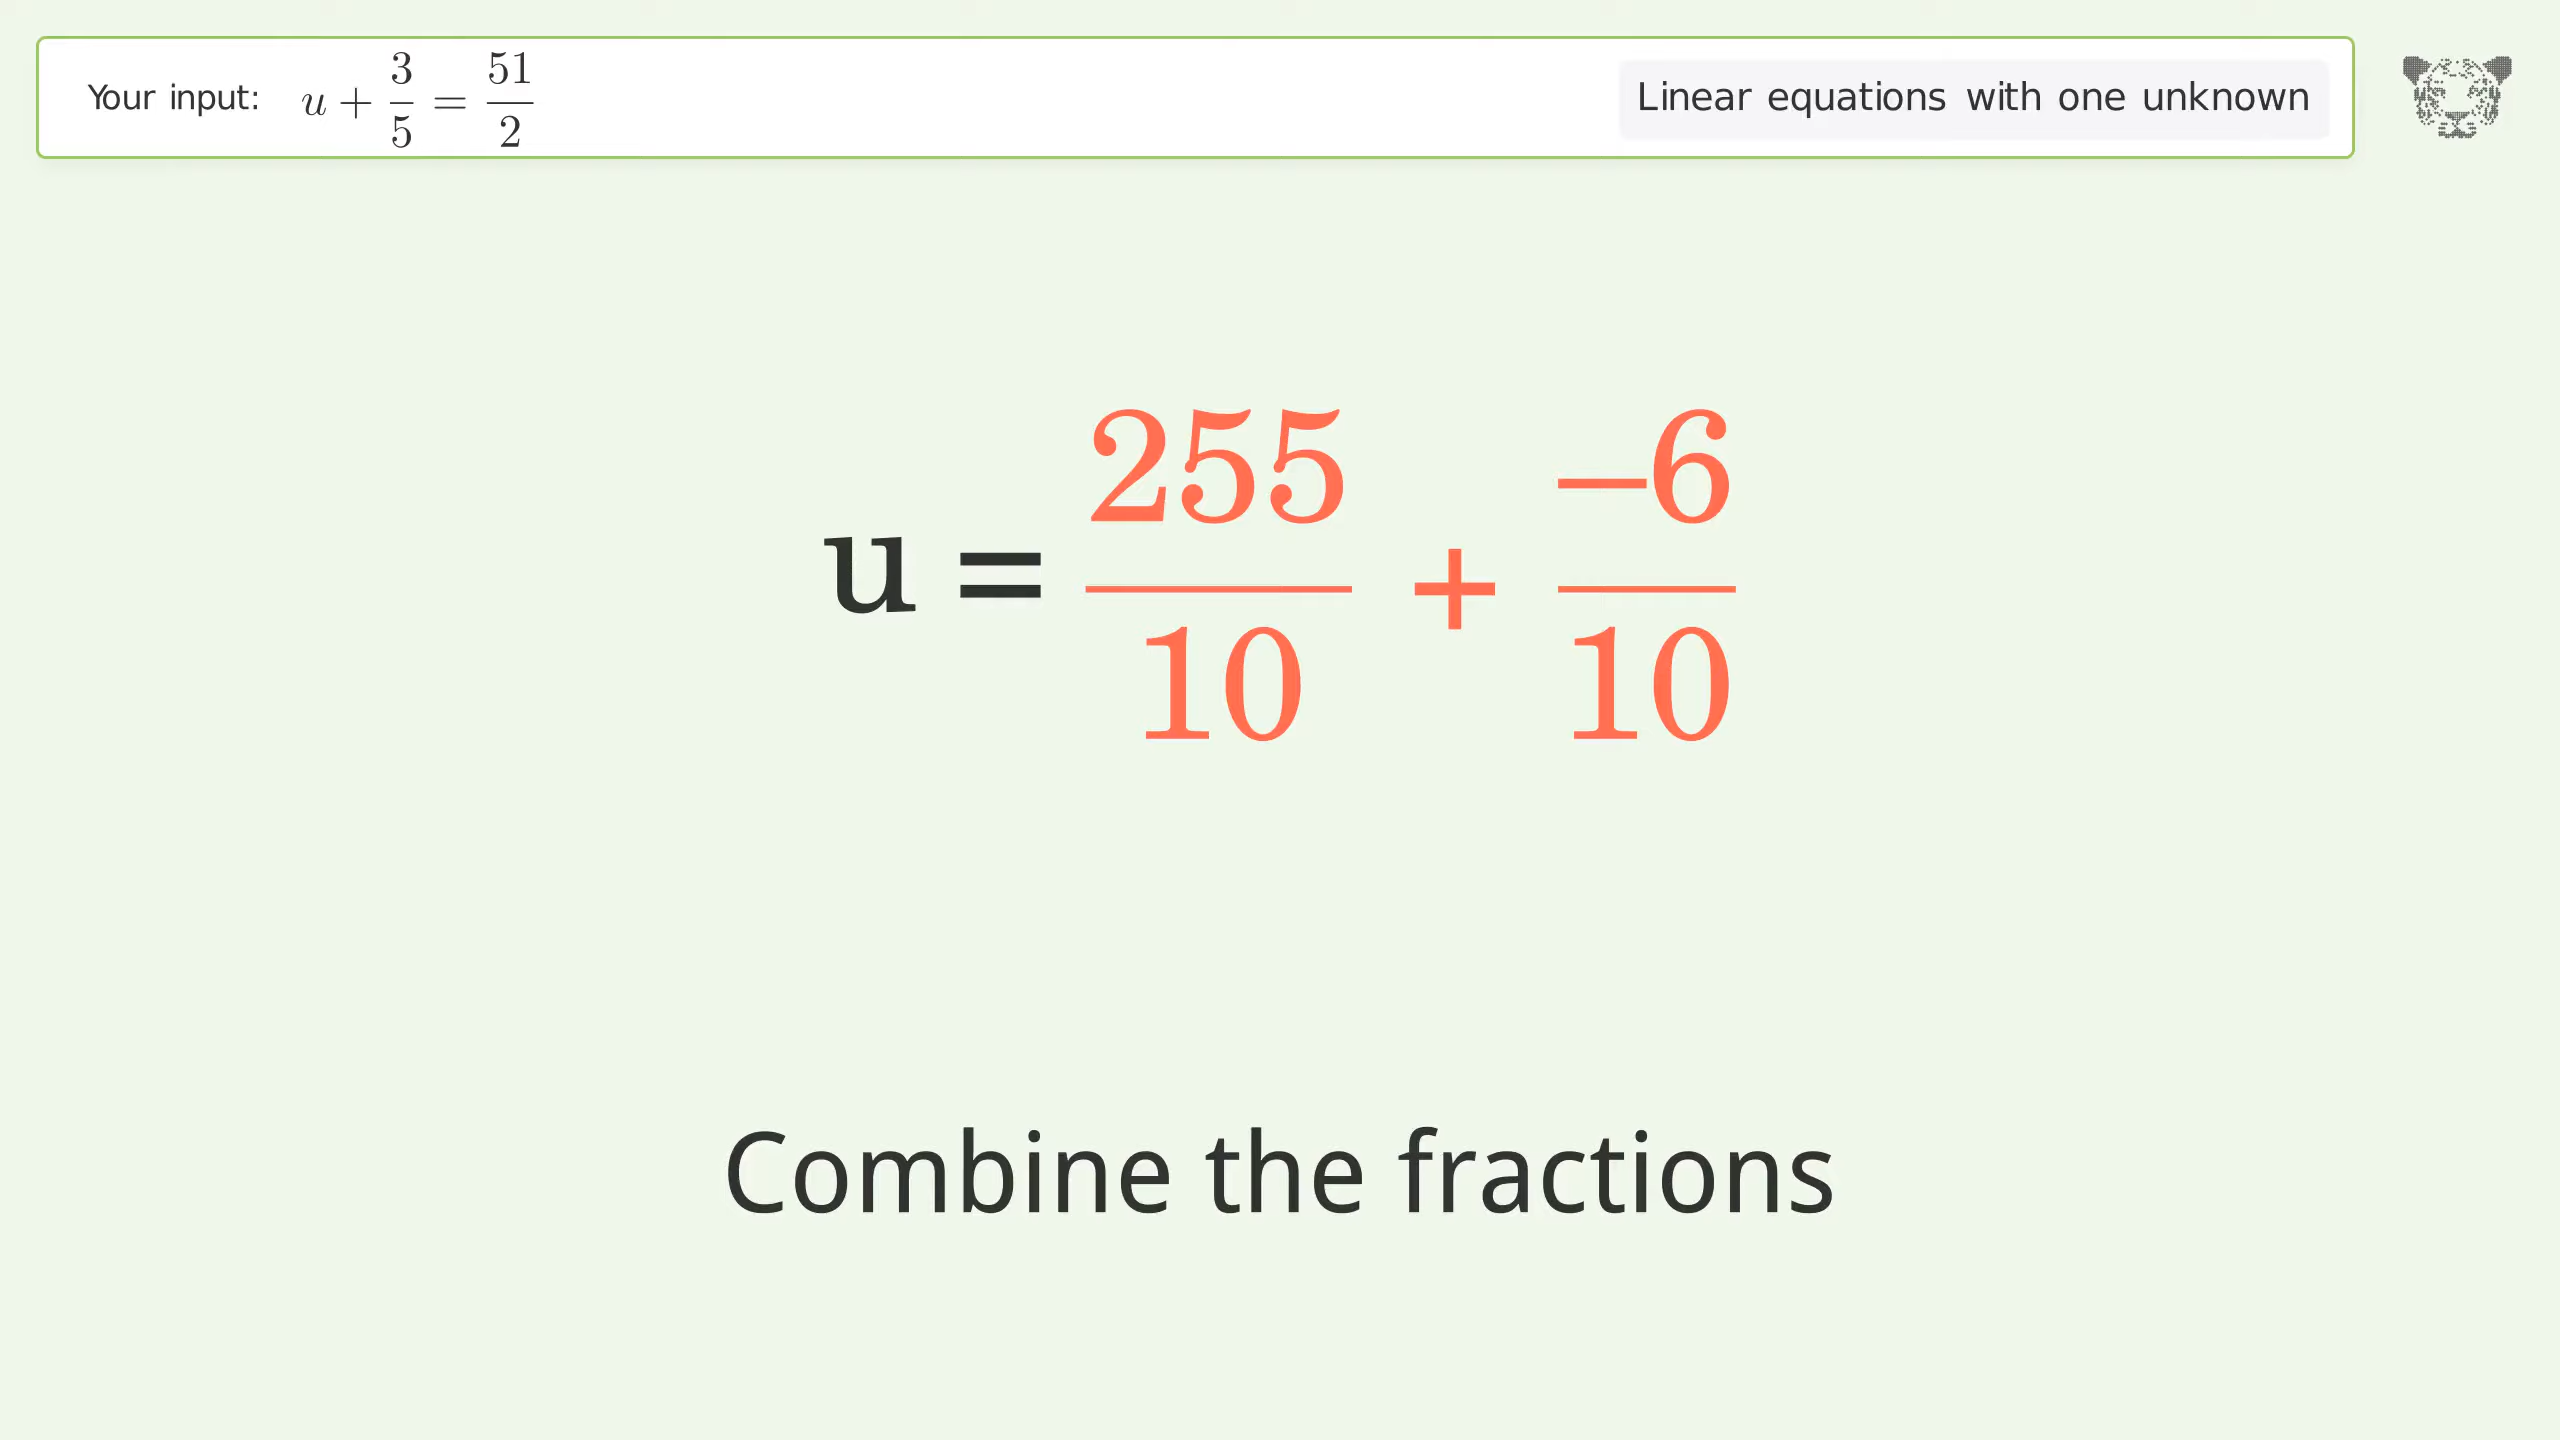 Your input: u + 3/5 = 51/2
Linear equations with one unknown
u = 255/10 + −6/10
Combine the fractions